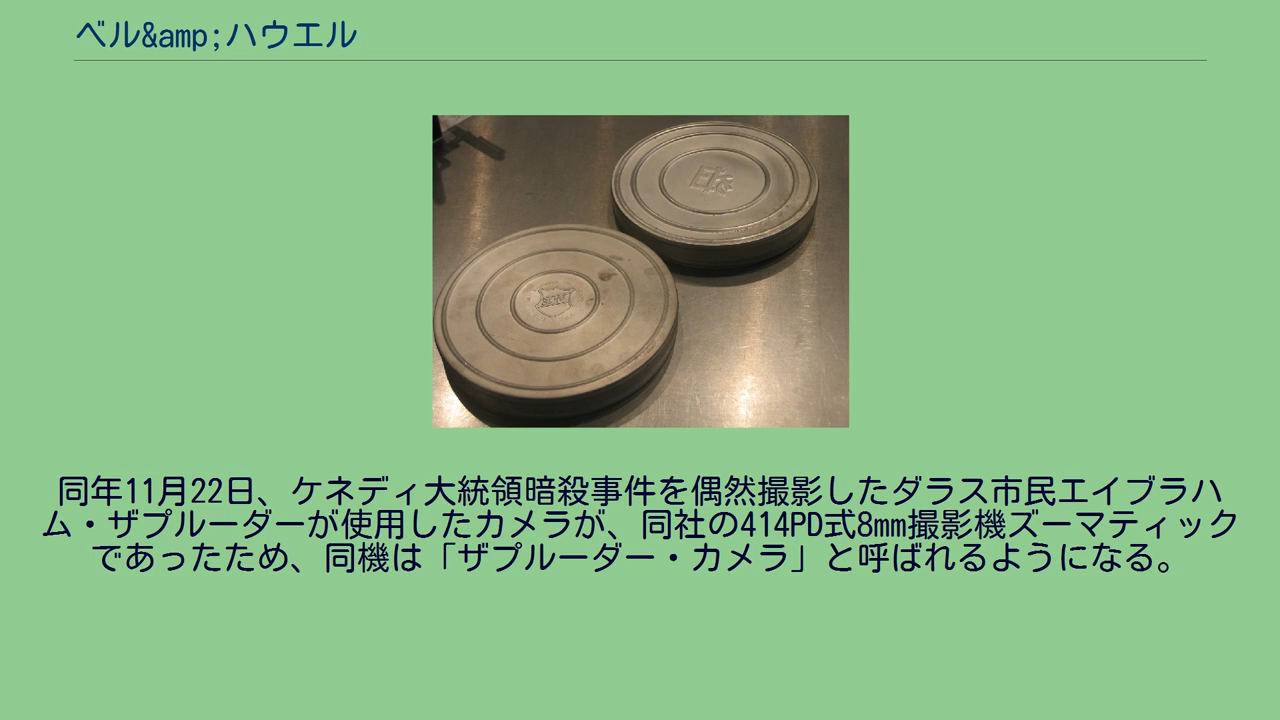 ベル&amp;ハウエル
同年11月22日、ケネディ大統領暗殺事件を偶然撮影したダラス市民エイブラハ
ム・ザプルーダーが使用したカメラが、同社の414PD式8mm撮影機ズーマティック
であったため、同機は「ザプルーダー・カメラ」と呼ばれるようになる。